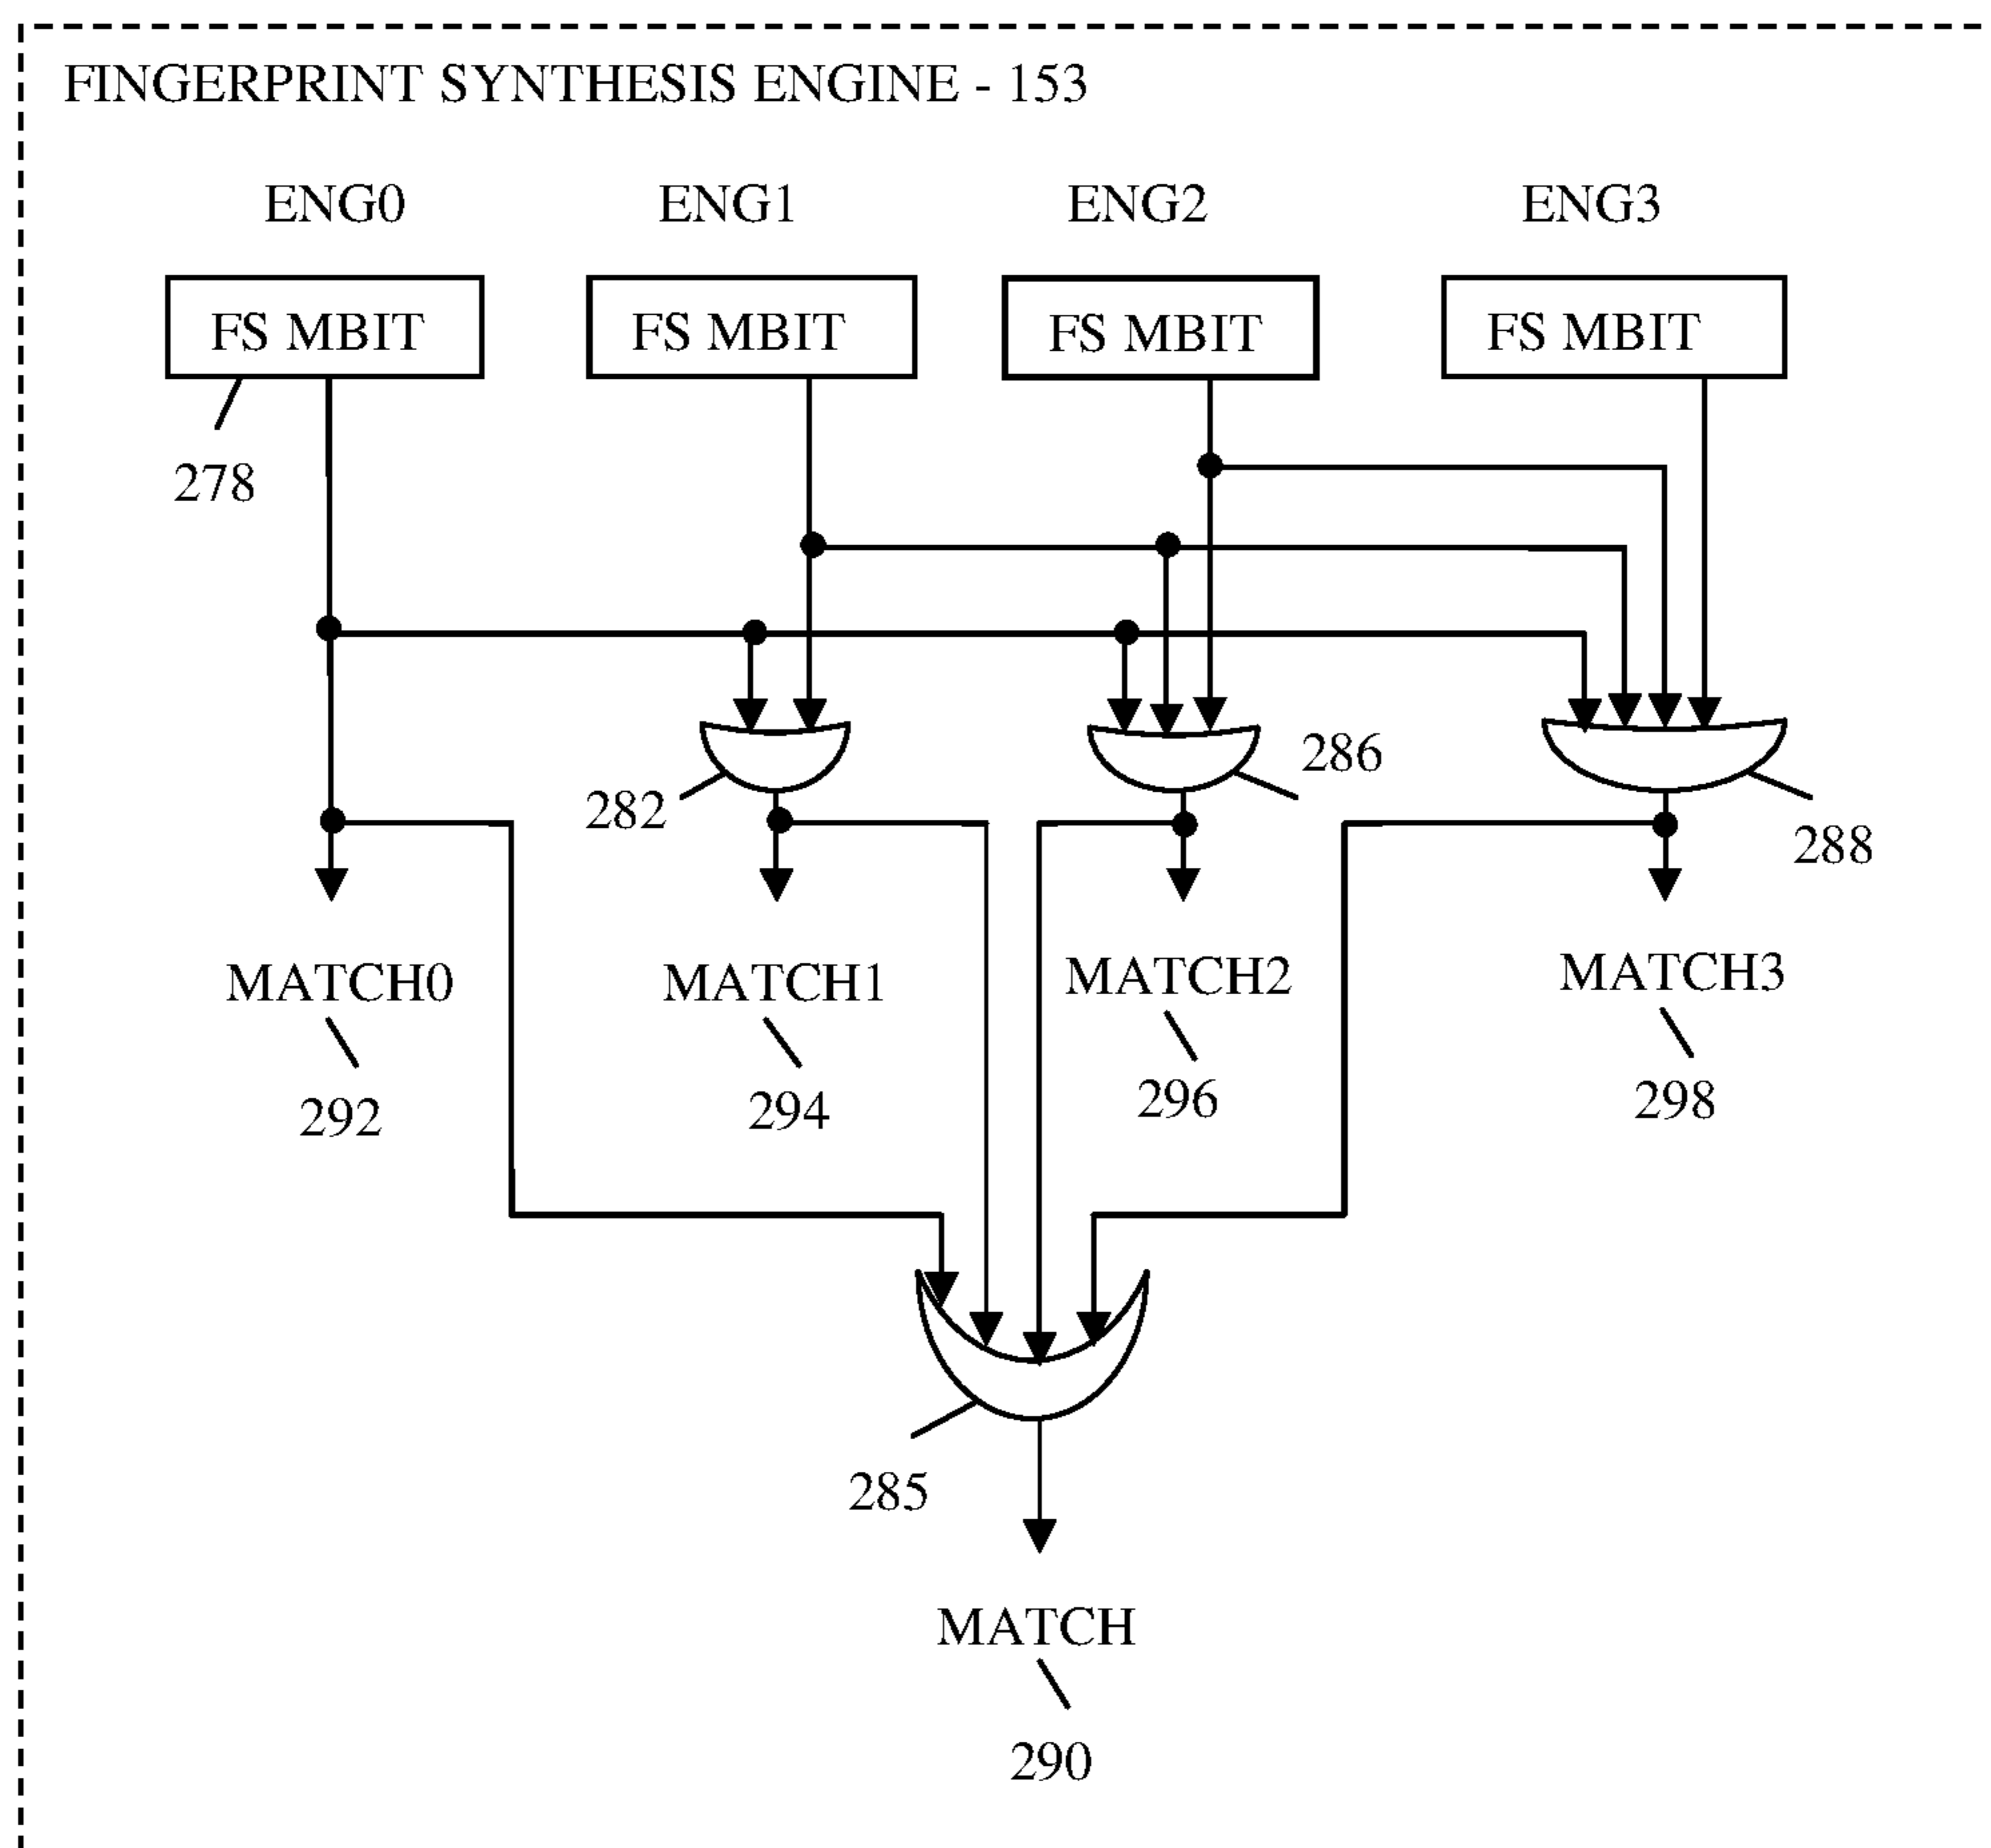 FINGERPRINT SYNTHESIS ENGINE - 153
ENG0 ENG1 ENG2 ENG3
FS MBIT FS MBIT FS MBIT FS MBIT
278
286
282
288
MATCH0 MATCH1 MATCH2 MATCH3
292 294 296 298
285
MATCH
290